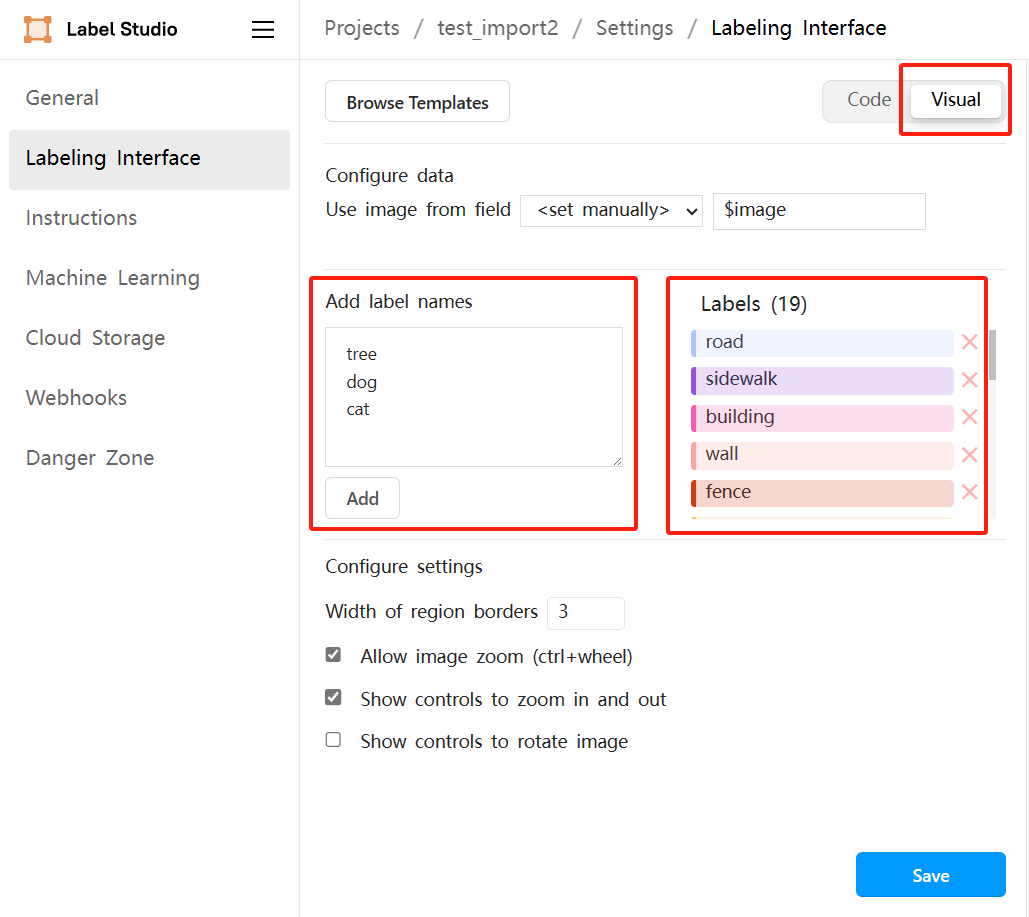 Label Studio
Projects / test_import2 / Settings / Labeling Interface
General
Labeling Interface
Instructions
Machine Learning
Cloud Storage
Webhooks
Danger Zone
Browse Templates
Code
Visual
Configure data
Use image from field <set manually> $image
Add label names
tree
dog
cat
Add
Labels (19)
road
sidewalk
building
wall
fence
Configure settings
Width of region borders 3
Allow image zoom (ctrl+wheel)
Show controls to zoom in and out
Show controls to rotate image
Save